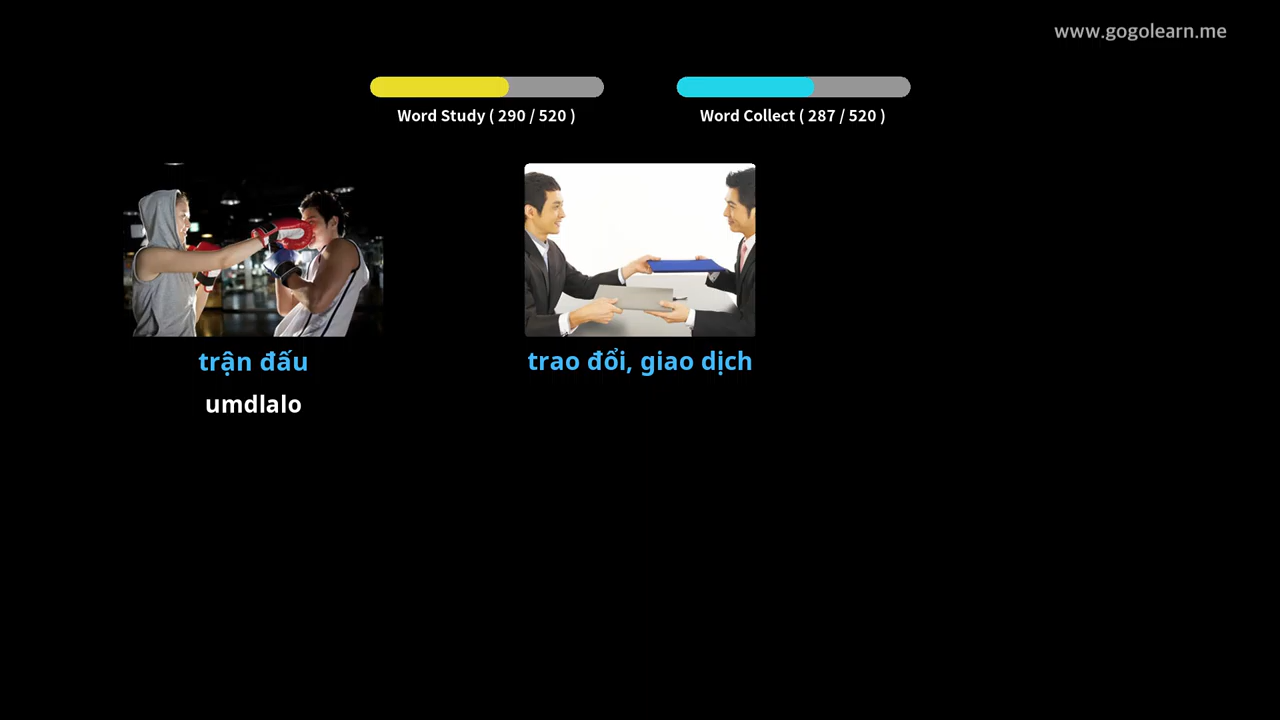 www.gogolearn.me
Word Study ( 290 / 520 )
Word Collect ( 287 / 520 )
trận đấu
umdlalo
trao đổi, giao dịch